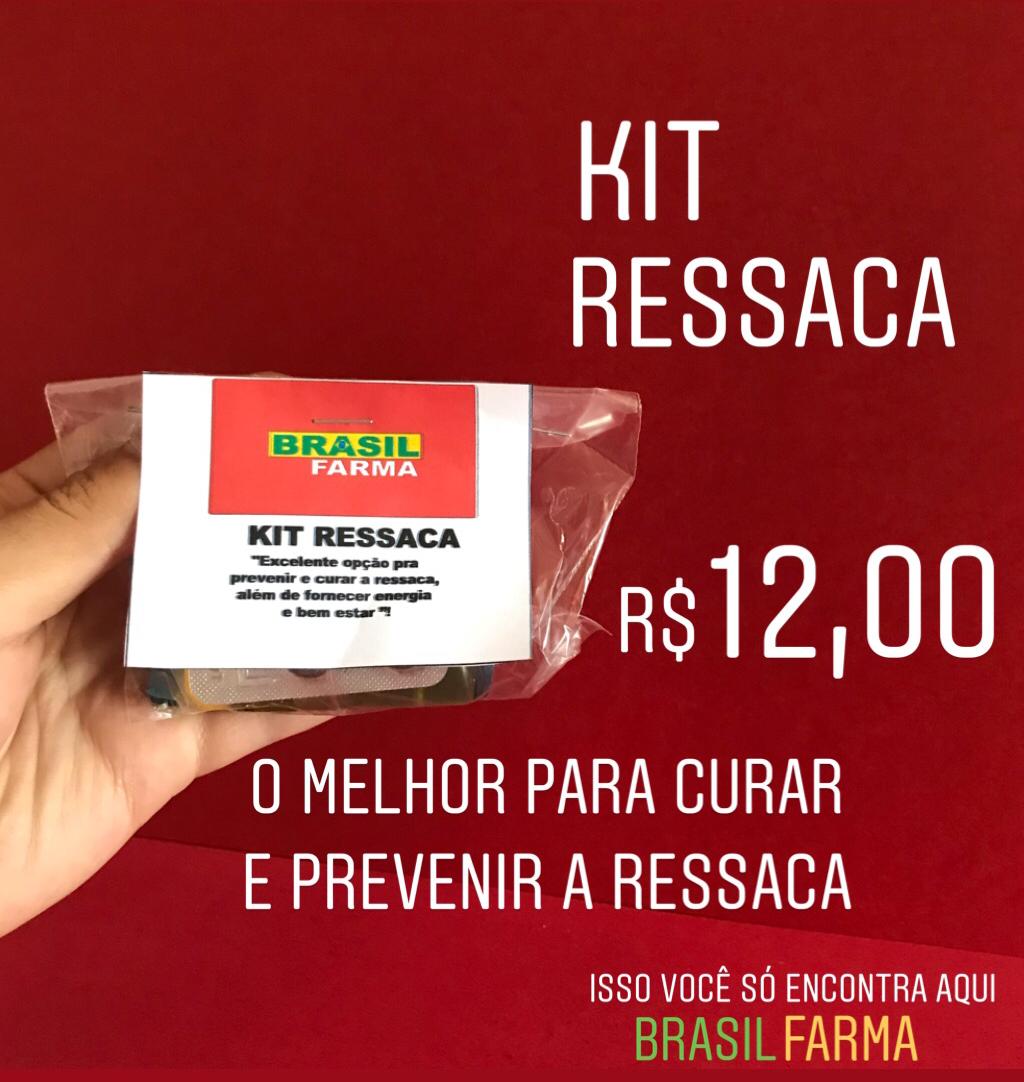 KIT
RESSACA
BRASIL
FARMA
KIT RESSACA
"Excelente opção pra
prevenir e curar a ressaca,
além de fornecer energia
e bem estar"!
R$12,00
O MELHOR PARA CURAR
E PREVENIR A RESSACA
ISSO VOCÊ SÓ ENCONTRA AQUI
BRASIL FARMA